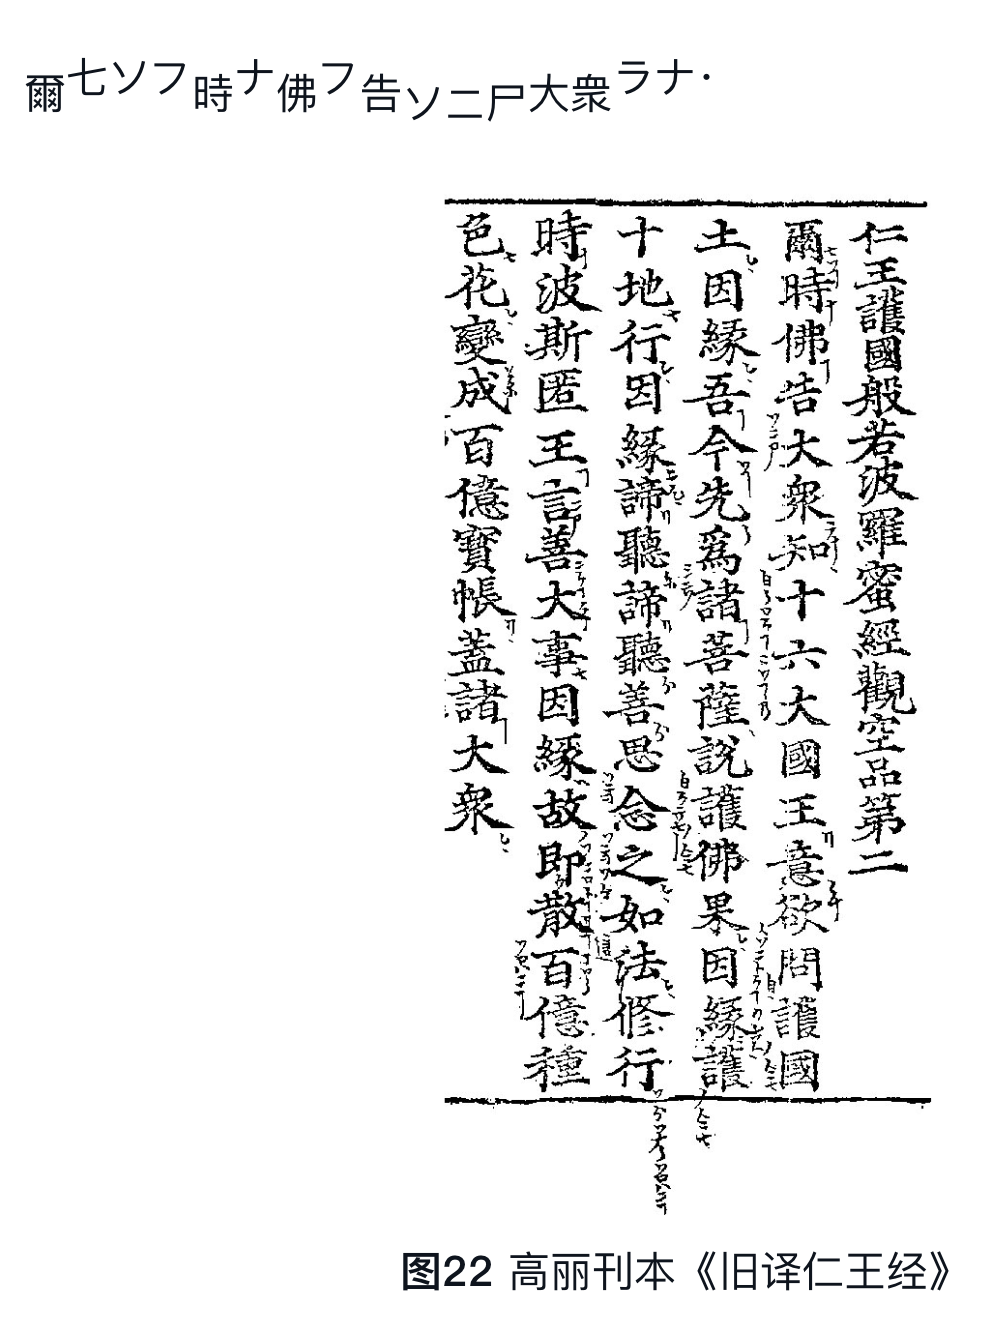 爾七ソフ時ナ佛フ告ソニ尸大衆ラナ·
仁王護國般若波羅蜜經觀空品第二
爾時佛告大衆知十六大國王意欲問護國
土因縁吾今先爲諸菩薩説護佛果因縁護
十地行因縁諦聽諦聽善思念之如法修行
時波斯匿王言善大事因縁故即散百億種
色花變成百億寶帳蓋諸大衆
图22 高丽刊本《旧译仁王经》